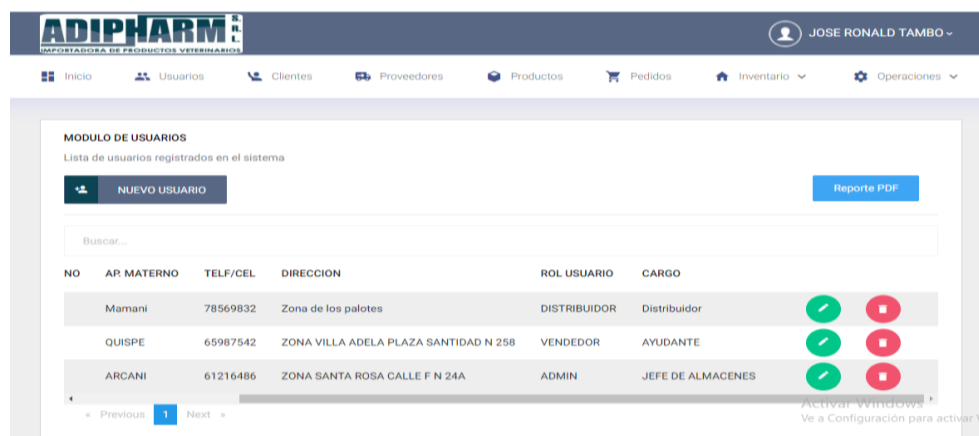 ADIPHARM S.R.L
IMPORTADORA DE PRODUCTOS VETERINARIOS
JOSE RONALD TAMBO
Inicio Usuarios Clientes Proveedores Productos Pedidos Inventario Operaciones
MODULO DE USUARIOS
Lista de usuarios registrados en el sistema
NUEVO USUARIO Reporte PDF
Buscar...
NO AP. MATERNO TELF/CEL DIRECCION ROL USUARIO CARGO
Mamani 78569832 Zona de los palotes DISTRIBUIDOR Distribuidor
QUISPE 65987542 ZONA VILLA ADELA PLAZA SANTIDAD N 258 VENDEDOR AYUDANTE
ARCANI 61216486 ZONA SANTA ROSA CALLE F N 24A ADMIN JEFE DE ALMACENES
« Previous 1 Next »
Activar Windows
Ve a Configuración para activar